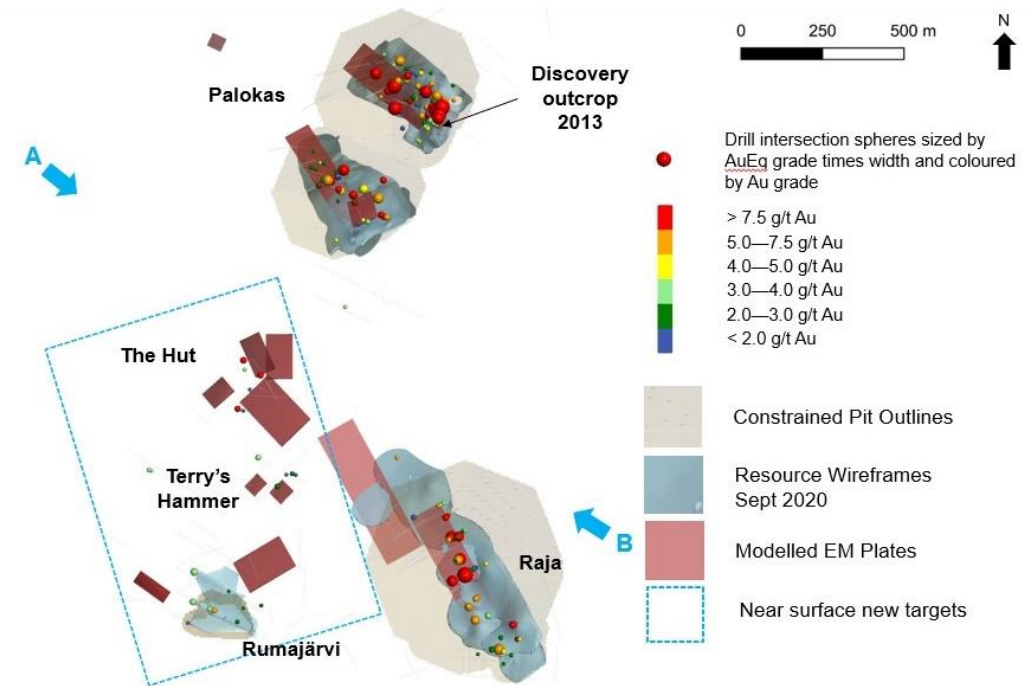 0 250 500 m
N
Palokas
Discovery
outcrop
2013
A
Drill intersection spheres sized by
AuEq grade times width and coloured
by Au grade
> 7.5 g/t Au
5.0—7.5 g/t Au
4.0—5.0 g/t Au
3.0—4.0 g/t Au
2.0—3.0 g/t Au
< 2.0 g/t Au
The Hut
Terry's
Hammer
Rumajärvi
Raja
B
Constrained Pit Outlines
Resource Wireframes
Sept 2020
Modelled EM Plates
Near surface new targets